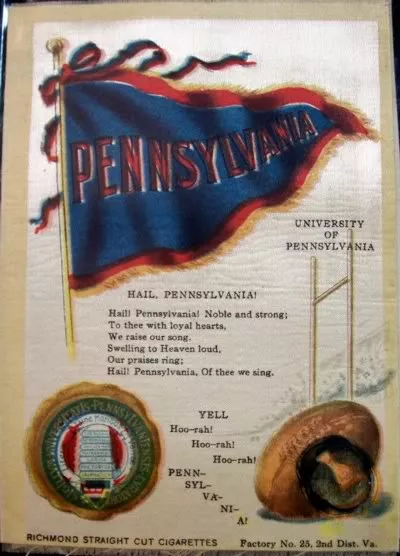 PENNSYLVANIA
UNIVERSITY
OF
PENNSYLVANIA
HAIL, PENNSYLVANIA!
Hail! Pennsylvania! Noble and strong;
To thee with loyal hearts,
We raise our song.
Swelling to Heaven loud,
Our praises ring;
Hail! Pennsylvania, Of thee we sing.
YELL
Hoo-rah!
Hoo-rah!
Hoo-rah!
PENN-
SYL-
VA-
NI-
A!
RICHMOND STRAIGHT CUT CIGARETTES Factory No. 25, 2nd Dist. Va.